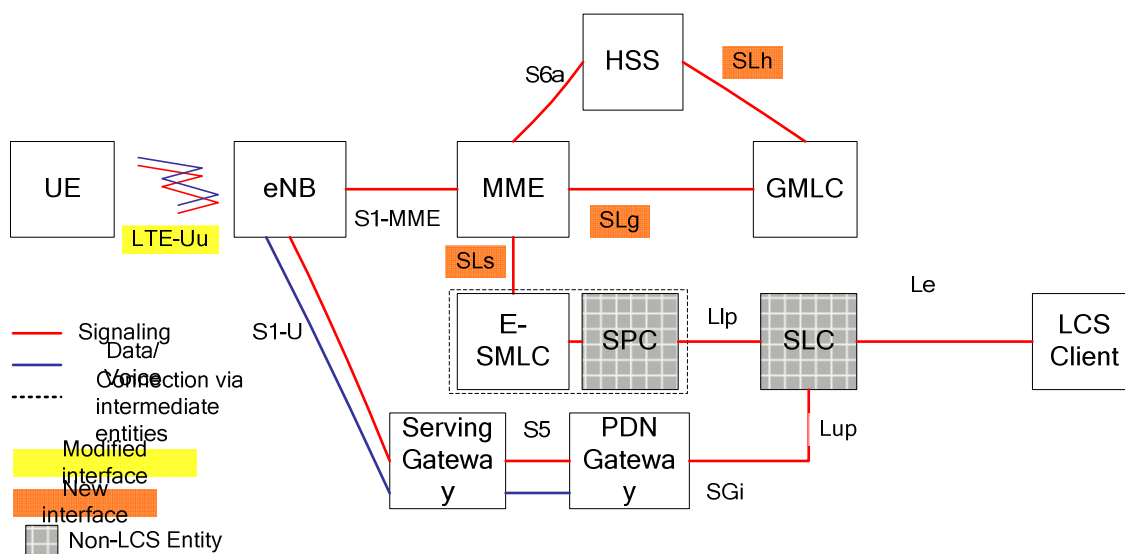 HSS
SLh
S6a
UE
eNB
MME
GMLC
S1-MME
SLg
LTE-Uu
SLs
Le
S1-U
E-
SMLC
SPC
Llp
SLC
LCS
Client
Signaling
Data/
Voice
Connection via
intermediate
entities
Serving
Gatewa
y
S5
PDN
Gatewa
y
Lup
SGi
Modified
interface
New
interface
Non-LCS Entity